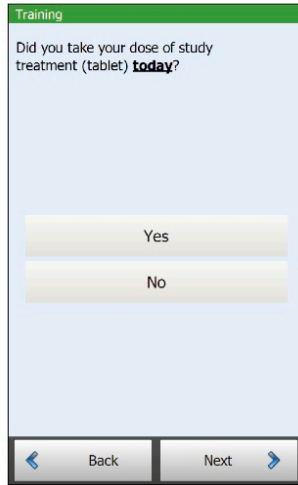 Training
Did you take your dose of study
treatment (tablet) today?
Yes
No
Back
Next